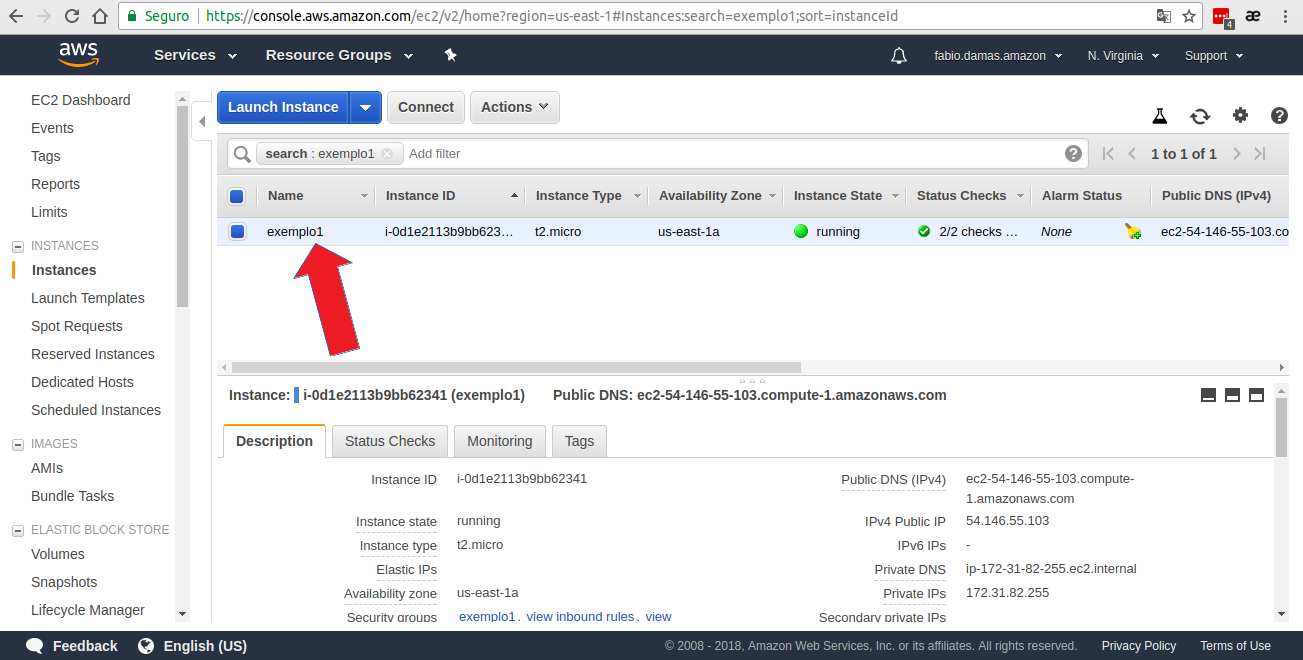 Seguro https://console.aws.amazon.com/ec2/v2/home?region=us-east-1#Instances:search=exemplo1;sort=instanceId 4 æ
aws Services Resource Groups fabio.damas.amazon N. Virginia Support
EC2 Dashboard
Events
Tags
Reports
Limits
INSTANCES
Instances
Launch Templates
Spot Requests
Reserved Instances
Dedicated Hosts
Scheduled Instances
IMAGES
AMIs
Bundle Tasks
ELASTIC BLOCK STORE
Volumes
Snapshots
Lifecycle Manager
Launch Instance Connect Actions
search : exemplo1 Add filter ? 1 to 1 of 1
Name Instance ID Instance Type Availability Zone Instance State Status Checks Alarm Status Public DNS (IPv4)
exemplo1 i-0d1e2113b9bb623… t2.micro us-east-1a running 2/2 checks … None ec2-54-146-55-103.co
Instance: i-0d1e2113b9bb62341 (exemplo1) Public DNS: ec2-54-146-55-103.compute-1.amazonaws.com
Description Status Checks Monitoring Tags
Instance ID i-0d1e2113b9bb62341 Public DNS (IPv4) ec2-54-146-55-103.compute-
1.amazonaws.com
Instance state running IPv4 Public IP 54.146.55.103
Instance type t2.micro IPv6 IPs -
Elastic IPs Private DNS ip-172-31-82-255.ec2.internal
Availability zone us-east-1a Private IPs 172.31.82.255
Security groups exemplo1. view inbound rules. view Secondary private IPs
Feedback English (US) © 2008 - 2018, Amazon Web Services, Inc. or its affiliates. All rights reserved. Privacy Policy Terms of Use